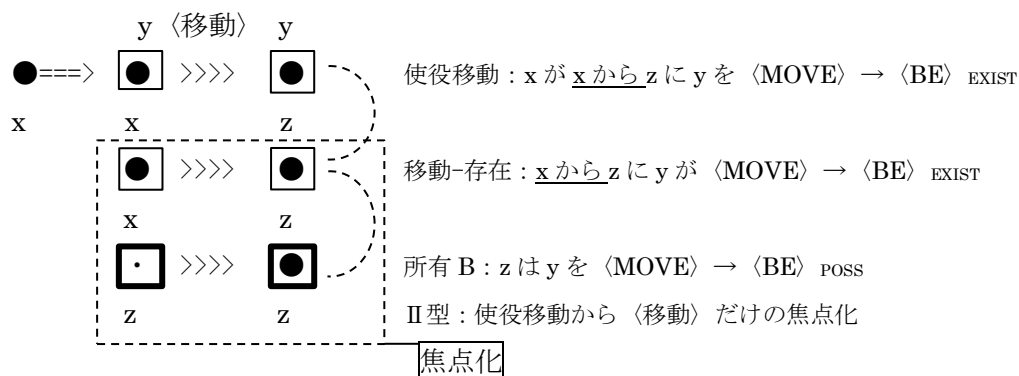 y〈移動〉 y
●===> ● >>>> ● 使役移動：x が x から z に y を〈MOVE〉→〈BE〉EXIST
x x z
● >>>> ● 移動-存在：x から z に y が〈MOVE〉→〈BE〉EXIST
x z
・ >>>> ● 所有 B：z は y を〈MOVE〉→〈BE〉POSS
z z Ⅱ型：使役移動から〈移動〉だけの焦点化
焦点化